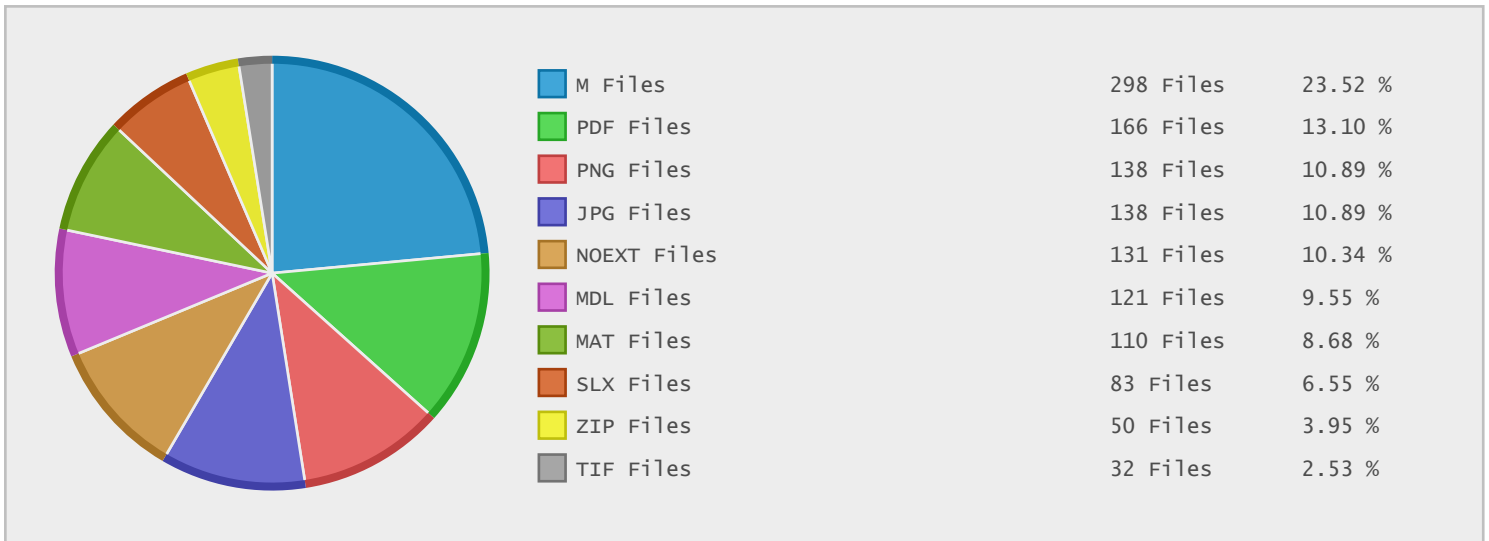 M Files 298 Files 23.52 %
PDF Files 166 Files 13.10 %
PNG Files 138 Files 10.89 %
JPG Files 138 Files 10.89 %
NOEXT Files 131 Files 10.34 %
MDL Files 121 Files 9.55 %
MAT Files 110 Files 8.68 %
SLX Files 83 Files 6.55 %
ZIP Files 50 Files 3.95 %
TIF Files 32 Files 2.53 %